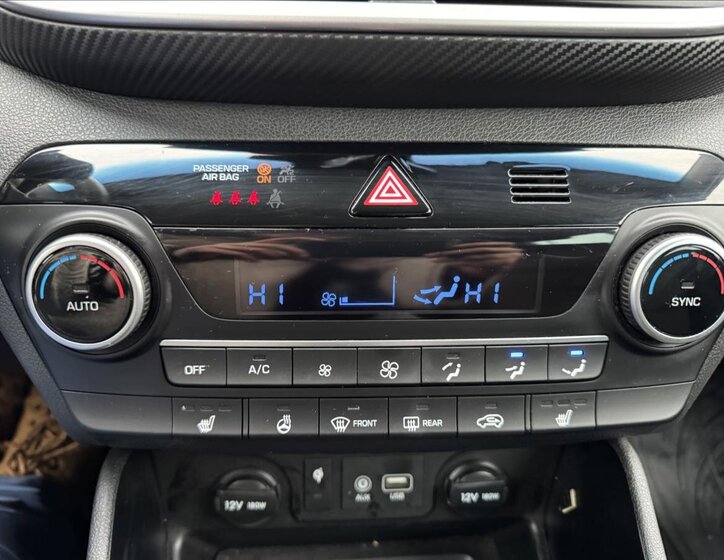 PASSENGER
AIR BAG
ON OFF
AUTO
HI HI
SYNC
OFF A/C
FRONT REAR
12V 180W AUX USB 12V 180W